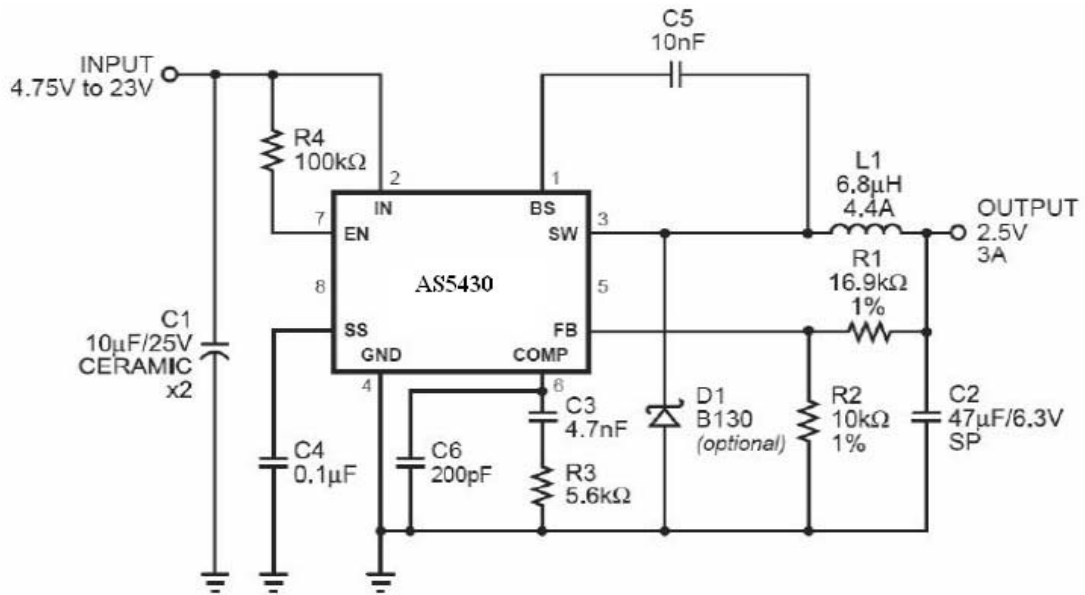 C5
10nF
INPUT
4.75V to 23V
R4
100kΩ
2
1
IN
BS
7
EN
SW
3
L1
6.8µH
4.4A
OUTPUT
2.5V
3A
AS5430
8
SS
5
FB
R1
16.9kΩ
1%
C1
10µF/25V
CERAMIC
x2
GND
COMP
4
6
C4
0.1µF
C6
200pF
C3
4.7nF
R3
5.6kΩ
D1
B130
(optional)
R2
10kΩ
1%
C2
47µF/6.3V
SP